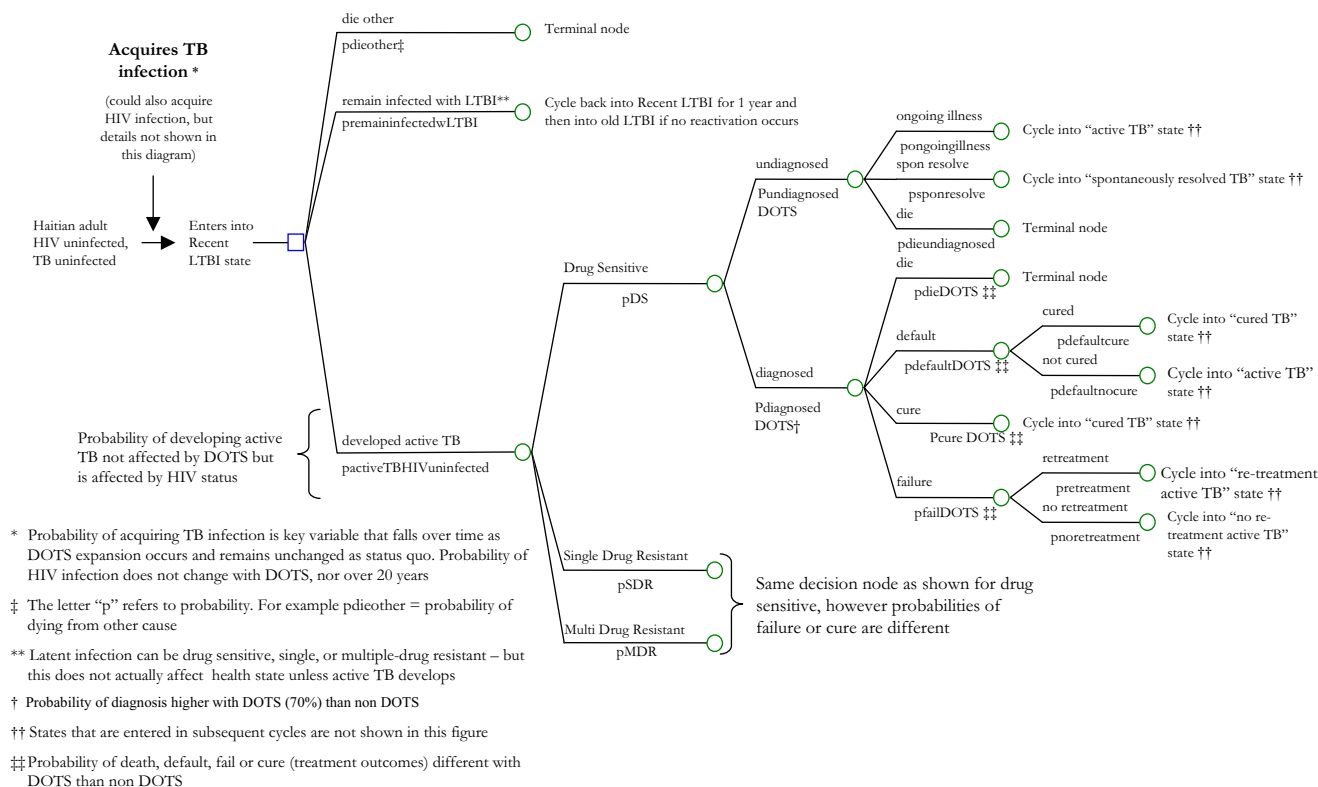 Acquires TB
infection *
(could also acquire
HIV infection, but
details not shown in
this diagram)
Haitian adult
HIV uninfected,
TB uninfected
Enters into
Recent
LTBI state
die other
pdieother‡
Terminal node
remain infected with LTBI**
premaininfectedwLTBI
Cycle back into Recent LTBI for 1 year and
then into old LTBI if no reactivation occurs
Probability of developing active
TB not affected by DOTS but
is affected by HIV status
developed active TB
pactiveTBHIVuninfected
Drug Sensitive
pDS
undiagnosed
Pundiagnosed
DOTS
ongoing illness
pongoingillness
Cycle into “active TB” state ††
spon resolve
psponresolve
Cycle into “spontaneously resolved TB” state ††
die
pdieundiagnosed
Terminal node
diagnosed
Pdiagnosed
DOTS†
die
pdieDOTS ‡‡
Terminal node
default
pdefaultDOTS ‡‡
cured
pdefaultcure
Cycle into “cured TB”
state ††
not cured
pdefaultnocure
Cycle into “active TB”
state ††
cure
Pcure DOTS ‡‡
Cycle into “cured TB” state ††
failure
pfailDOTS ‡‡
retreatment
pretreatment
Cycle into “re-treatment
active TB” state ††
no retreatment
pnoretreatment
Cycle into “no re-
treatment active TB”
state ††
Single Drug Resistant
pSDR
Multi Drug Resistant
pMDR
Same decision node as shown for drug
sensitive, however probabilities of
failure or cure are different
* Probability of acquiring TB infection is key variable that falls over time as
DOTS expansion occurs and remains unchanged as status quo. Probability of
HIV infection does not change with DOTS, nor over 20 years
‡ The letter “p” refers to probability. For example pdieother = probability of
dying from other cause
** Latent infection can be drug sensitive, single, or multiple-drug resistant – but
this does not actually affect health state unless active TB develops
† Probability of diagnosis higher with DOTS (70%) than non DOTS
†† States that are entered in subsequent cycles are not shown in this figure
‡‡ Probability of death, default, fail or cure (treatment outcomes) different with
DOTS than non DOTS